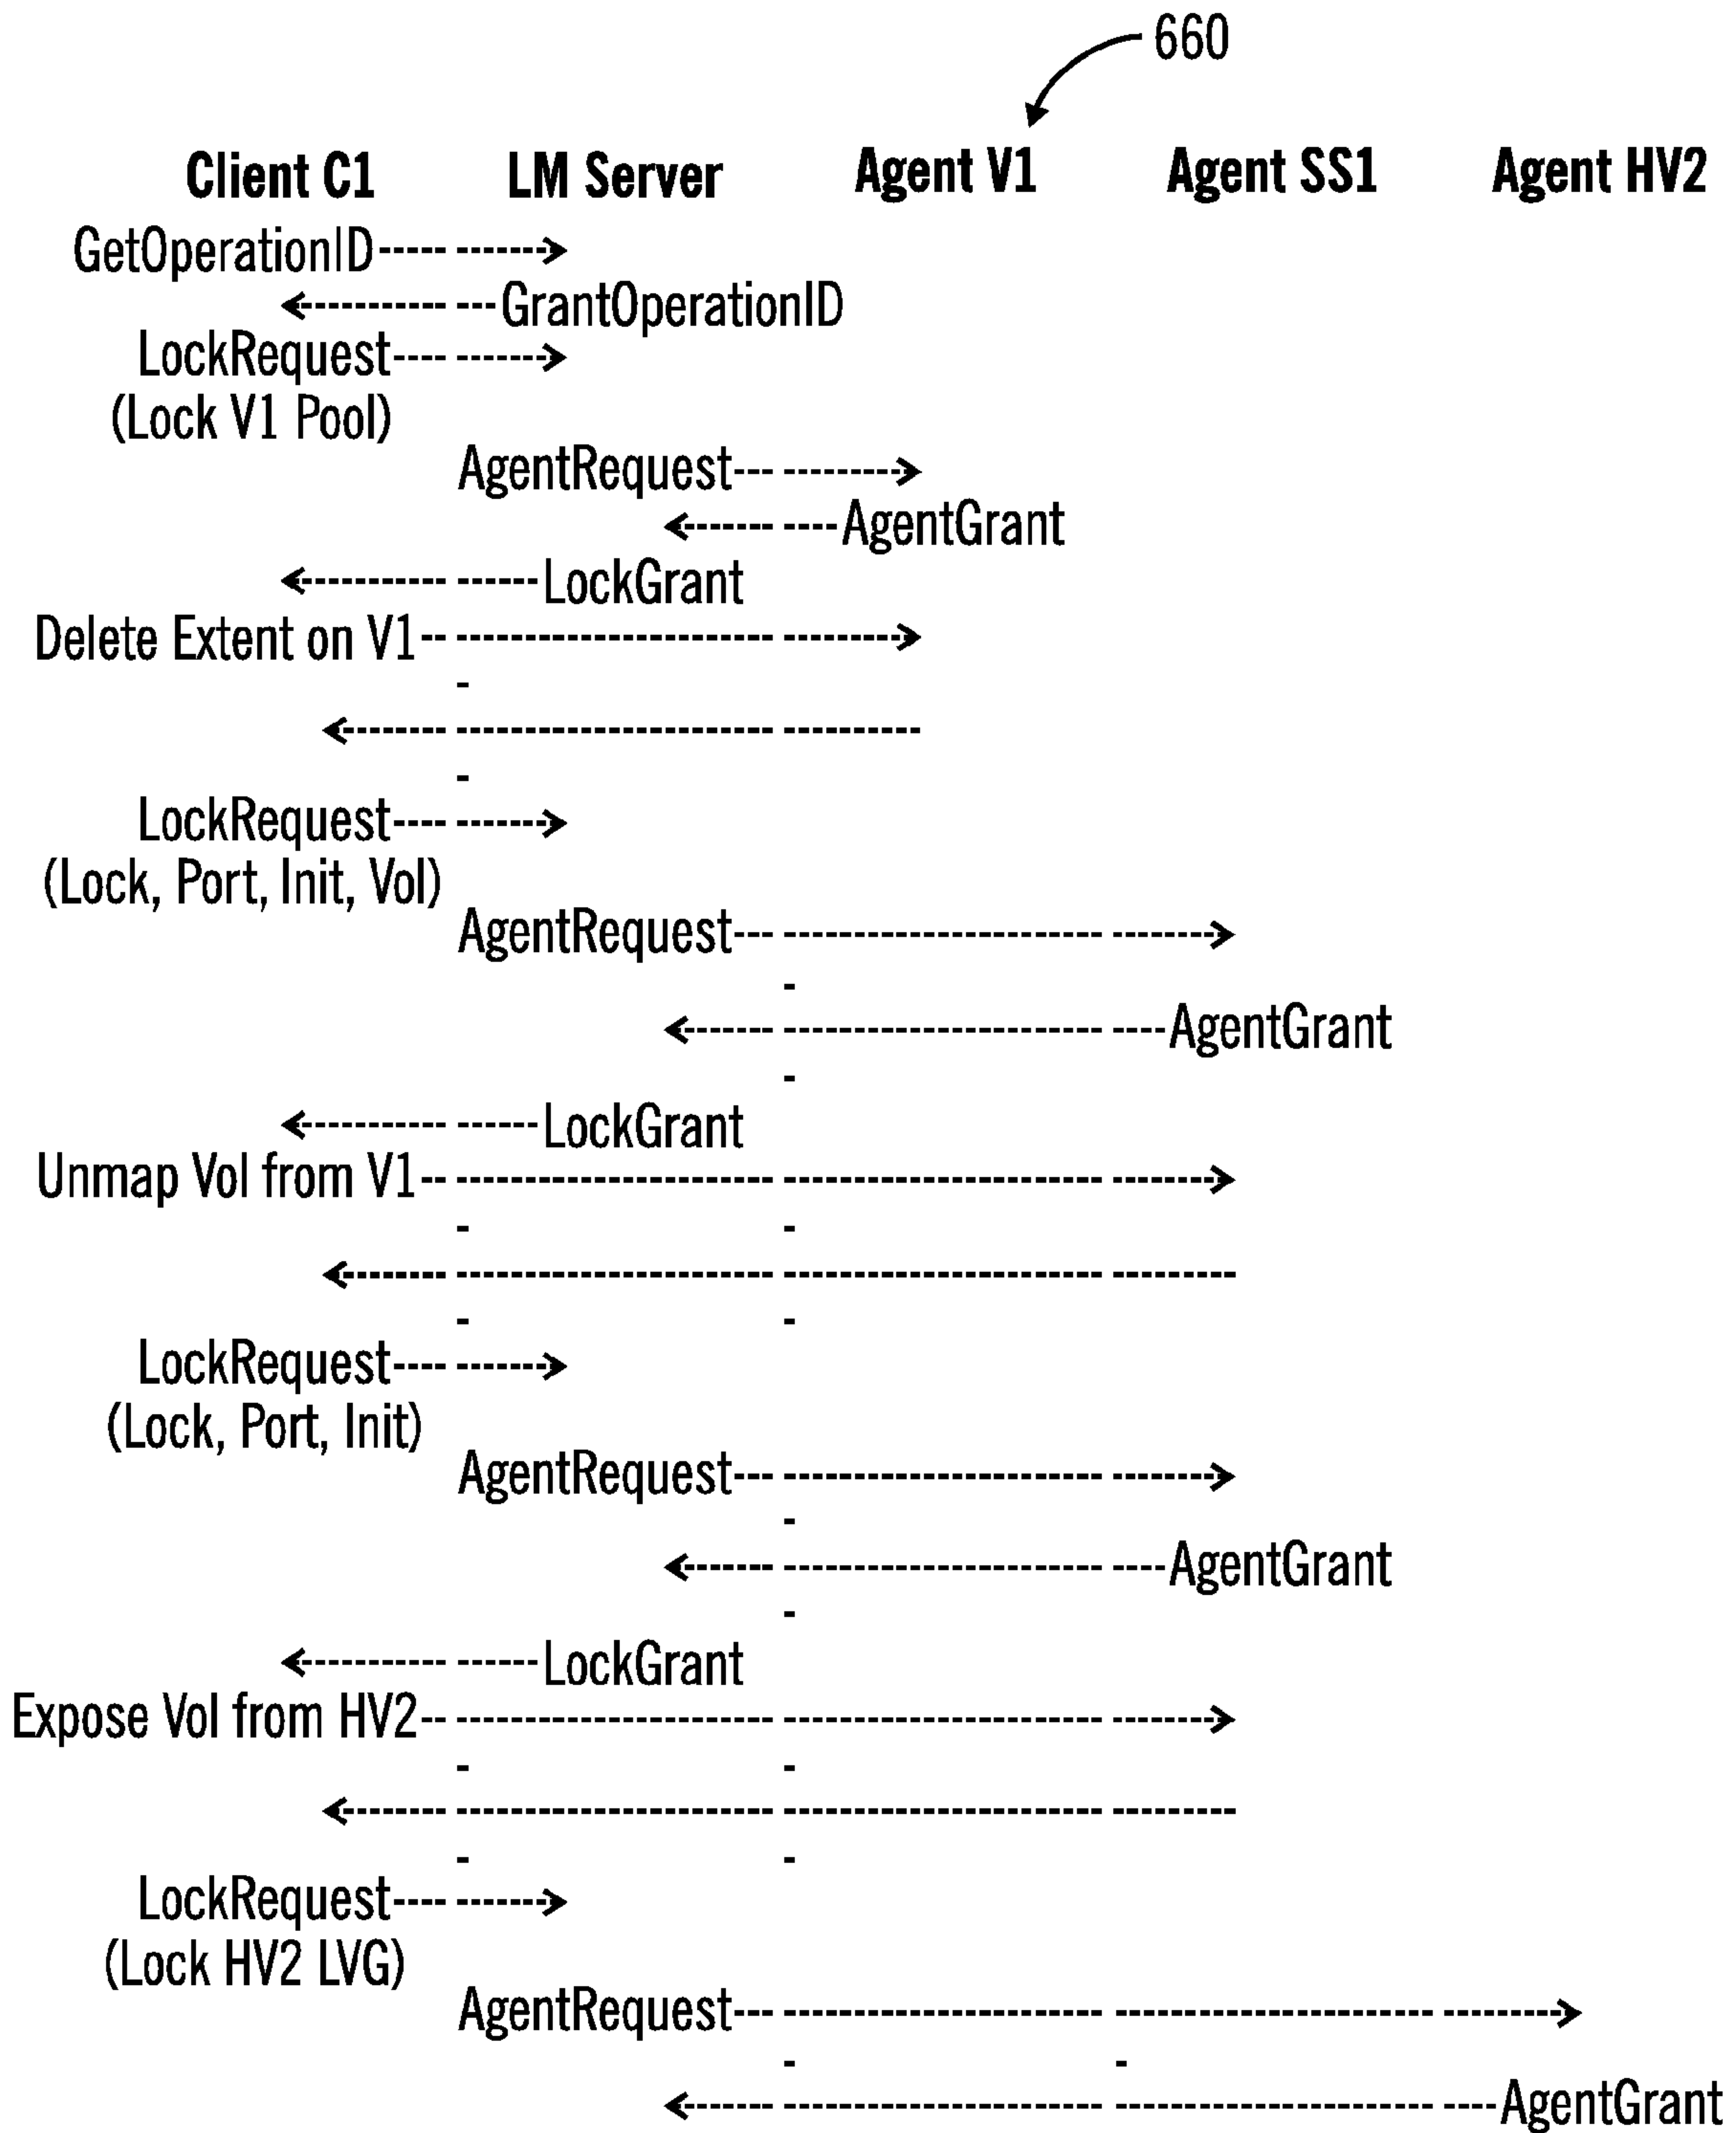 660
Client C1 LM Server Agent V1 Agent SS1 Agent HV2
GetOperationID
GrantOperationID
LockRequest
(Lock V1 Pool)
AgentRequest
AgentGrant
LockGrant
Delete Extent on V1
LockRequest
(Lock, Port, Init, Vol)
AgentRequest
AgentGrant
LockGrant
Unmap Vol from V1
LockRequest
(Lock, Port, Init)
AgentRequest
AgentGrant
LockGrant
Expose Vol from HV2
LockRequest
(Lock HV2 LVG)
AgentRequest
AgentGrant